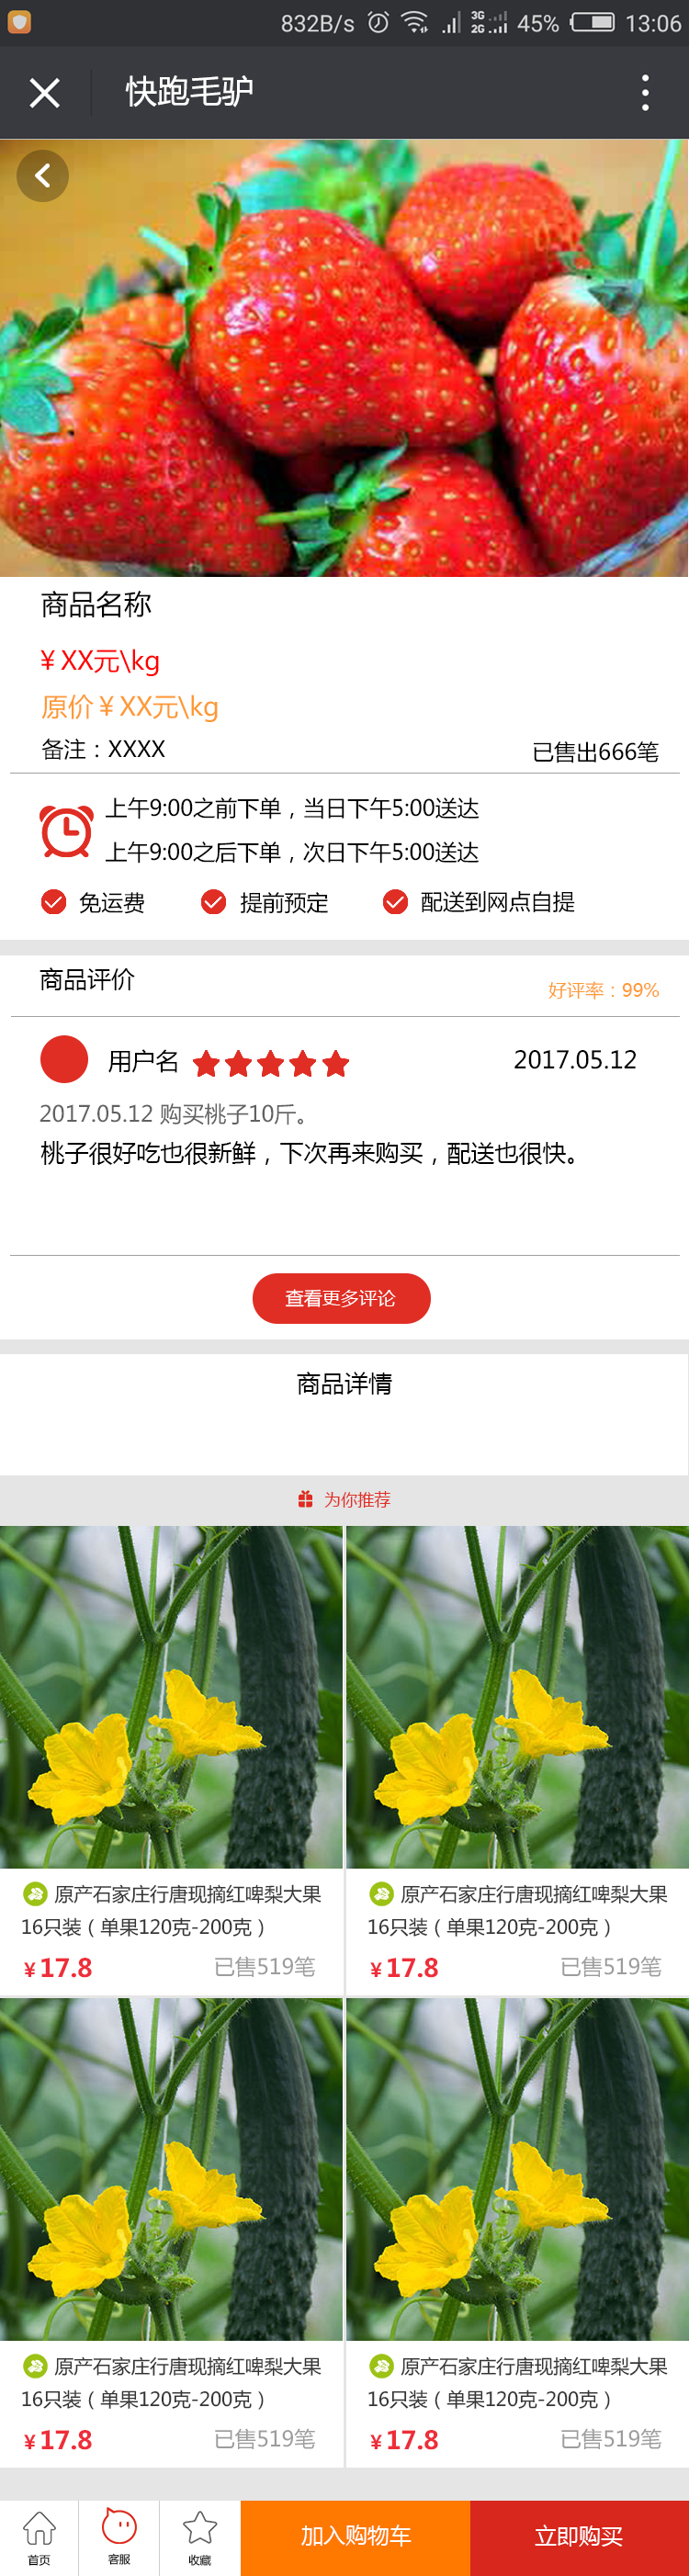 832B/s 3G 2G 45% 13:06
快跑毛驴
商品名称
¥ XX元\kg
原价 ¥ XX元\kg
备注：XXXX 已售出666笔
上午9:00之前下单，当日下午5:00送达
上午9:00之后下单，次日下午5:00送达
免运费 提前预定 配送到网点自提
商品评价 好评率：99%
用户名 2017.05.12
2017.05.12 购买桃子10斤。
桃子很好吃也很新鲜，下次再来购买，配送也很快。
查看更多评论
商品详情
为你推荐
原产石家庄行唐现摘红啤梨大果
16只装（单果120克-200克）
¥17.8 已售519笔
原产石家庄行唐现摘红啤梨大果
16只装（单果120克-200克）
¥17.8 已售519笔
原产石家庄行唐现摘红啤梨大果
16只装（单果120克-200克）
¥17.8 已售519笔
原产石家庄行唐现摘红啤梨大果
16只装（单果120克-200克）
¥17.8 已售519笔
首页 客服 收藏 加入购物车 立即购买